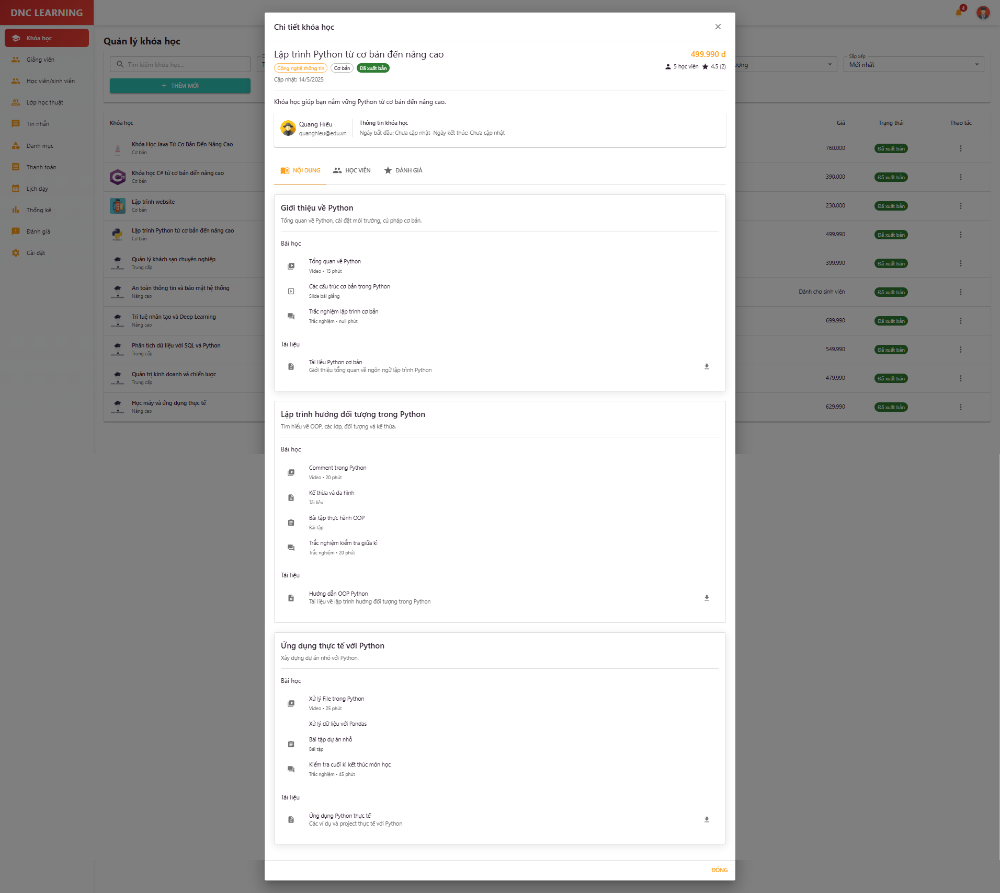 DNC LEARNING
4
Khóa học
Giảng viên
Học viên/sinh viên
Lớp học thuật
Tin nhắn
Danh mục
Thanh toán
Lịch dạy
Thống kê
Đánh giá
Cài đặt
Quản lý khóa học
Tìm kiếm khóa học...
Sắp xếp
Mới nhất
THÊM MỚI
Khóa học
Giá
Trạng thái
Thao tác
Khóa Học Java Từ Cơ Bản Đến Nâng Cao
Cơ bản
760.000
Đã xuất bản
Khóa học C# từ cơ bản đến nâng cao
Cơ bản
390.000
Đã xuất bản
Lập trình website
Cơ bản
230.000
Đã xuất bản
Lập trình Python từ cơ bản đến nâng cao
Cơ bản
499.990
Đã xuất bản
Quản lý khách sạn chuyên nghiệp
Trung cấp
399.990
Đã xuất bản
An toàn thông tin và bảo mật hệ thống
Nâng cao
Dành cho sinh viên
Đã xuất bản
Trí tuệ nhân tạo và Deep Learning
Nâng cao
699.990
Đã xuất bản
Phân tích dữ liệu với SQL và Python
Trung cấp
549.990
Đã xuất bản
Quản trị kinh doanh và chiến lược
Trung cấp
479.990
Đã xuất bản
Học máy và ứng dụng thực tế
Nâng cao
629.990
Đã xuất bản
Chi tiết khóa học
Lập trình Python từ cơ bản đến nâng cao
499.990 đ
Công nghệ thông tin Cơ bản Đã xuất bản
5 học viên 4.5 (2)
Cập nhật: 14/5/2025
Khóa học giúp bạn nắm vững Python từ cơ bản đến nâng cao.
Quang Hiếu
quanghieu@edu.vn
Thông tin khóa học
Ngày bắt đầu: Chưa cập nhật Ngày kết thúc: Chưa cập nhật
NỘI DUNG
HỌC VIÊN
ĐÁNH GIÁ
Giới thiệu về Python
Tổng quan về Python, cài đặt môi trường, cú pháp cơ bản.
Bài học
Tổng quan về Python
Video • 15 phút
Các cấu trúc cơ bản trong Python
Slide bài giảng
Trắc nghiệm lập trình cơ bản
Trắc nghiệm • null phút
Tài liệu
Tài liệu Python cơ bản
Giới thiệu tổng quan về ngôn ngữ lập trình Python
Lập trình hướng đối tượng trong Python
Tìm hiểu về OOP, các lớp, đối tượng và kế thừa.
Bài học
Comment trong Python
Video • 20 phút
Kế thừa và đa hình
Tài liệu
Bài tập thực hành OOP
Bài tập
Trắc nghiệm kiểm tra giữa kì
Trắc nghiệm • 20 phút
Tài liệu
Hướng dẫn OOP Python
Tài liệu về lập trình hướng đối tượng trong Python
Ứng dụng thực tế với Python
Xây dựng dự án nhỏ với Python.
Bài học
Xử lý File trong Python
Video • 25 phút
Xử lý dữ liệu với Pandas
Bài tập dự án nhỏ
Bài tập
Kiểm tra cuối kì kết thúc môn học
Trắc nghiệm • 45 phút
Tài liệu
Ứng dụng Python thực tế
Các ví dụ và project thực tế với Python
ĐÓNG